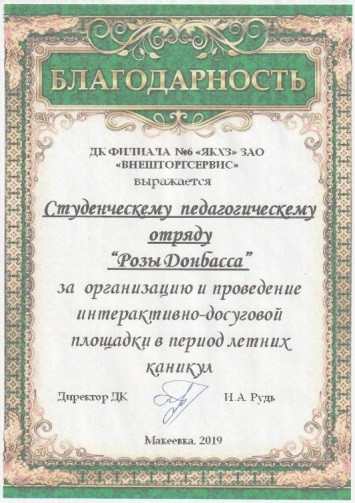 БЛАГОДАРНОСТЬ
ДК ФИЛИАЛА №6 «ЯКХЗ» ЗАО
«ВНЕШТОРГСЕРВИС»
выражается
Студенческому педагогическому
отряду
“Розы Донбасса”
за организацию и проведение
интерактивно-досуговой
площадки в период летних
каникул
Директор ДК И.А. Рудь
Макеевка, 2019